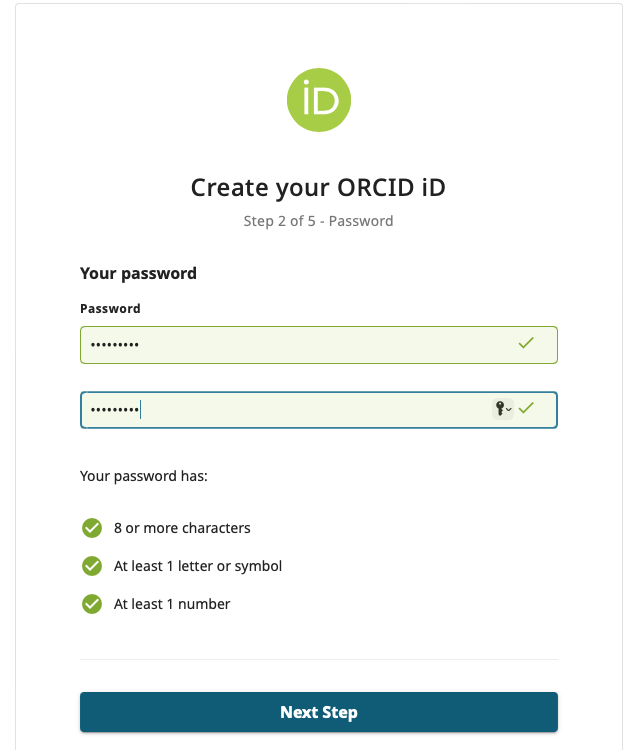 iD
Create your ORCID iD
Step 2 of 5 - Password
Your password
Password
•••••••••
•••••••••
Your password has:
8 or more characters
At least 1 letter or symbol
At least 1 number
Next Step